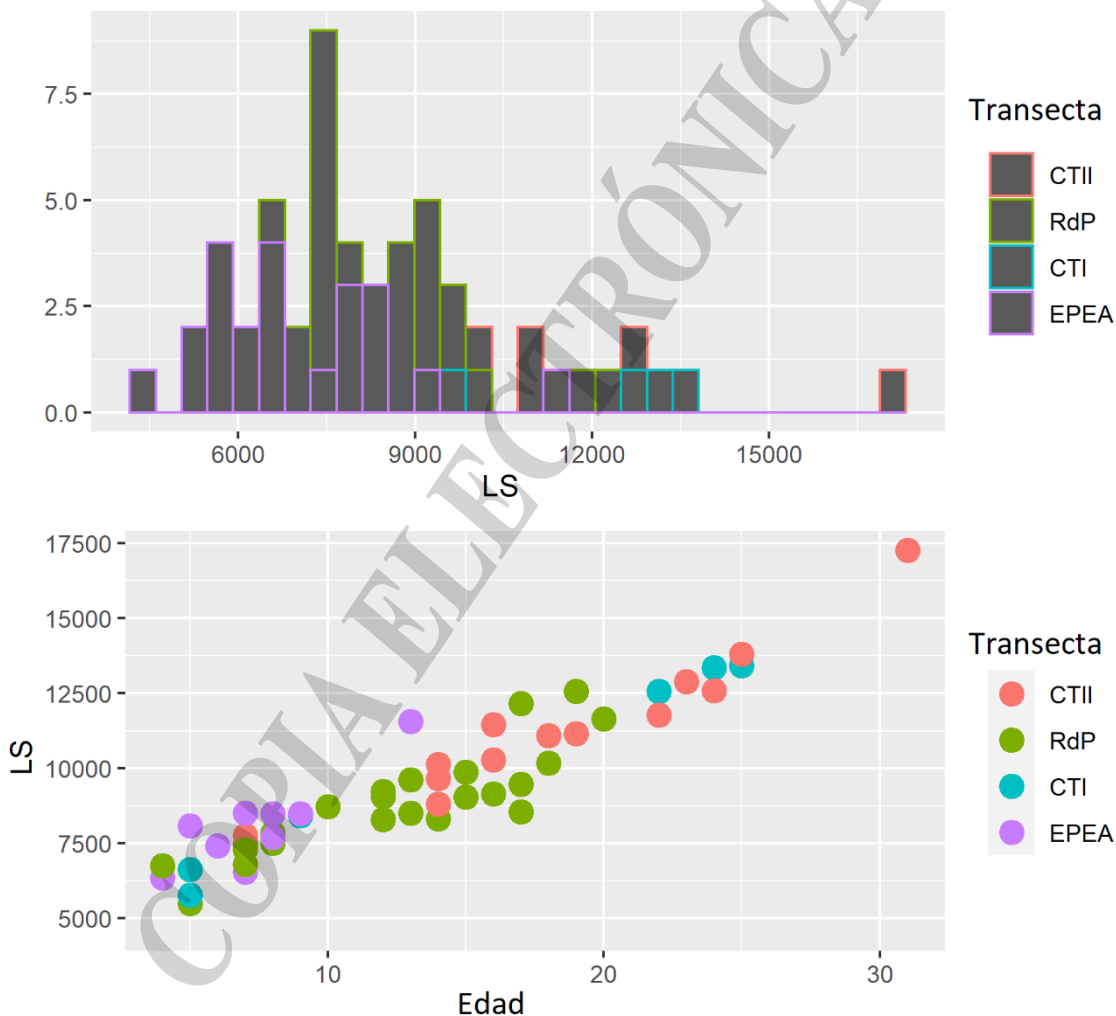 7.5
5.0
2.5
0.0
6000 9000 12000 15000
LS
Transecta
CTII
RdP
CTI
EPEA
17500
15000
12500
10000
7500
5000
LS
10 20 30
Edad
Transecta
CTII
RdP
CTI
EPEA
COPIA ELECTRÓNICA